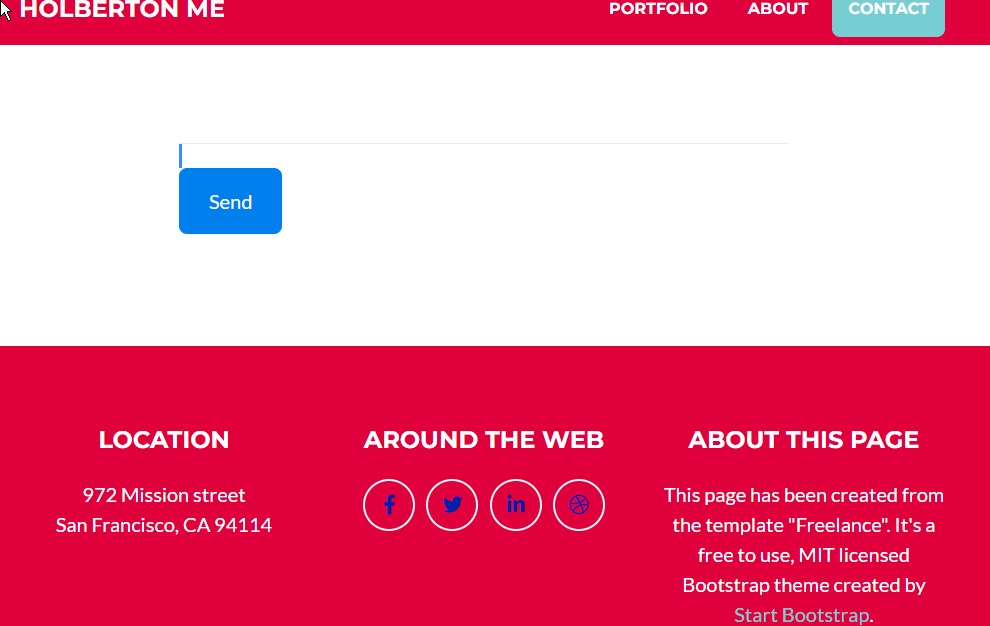 HOLBERTON ME
PORTFOLIO ABOUT CONTACT
Send
LOCATION
972 Mission street
San Francisco, CA 94114
AROUND THE WEB
ABOUT THIS PAGE
This page has been created from
the template "Freelance". It's a
free to use, MIT licensed
Bootstrap theme created by
Start Bootstrap.